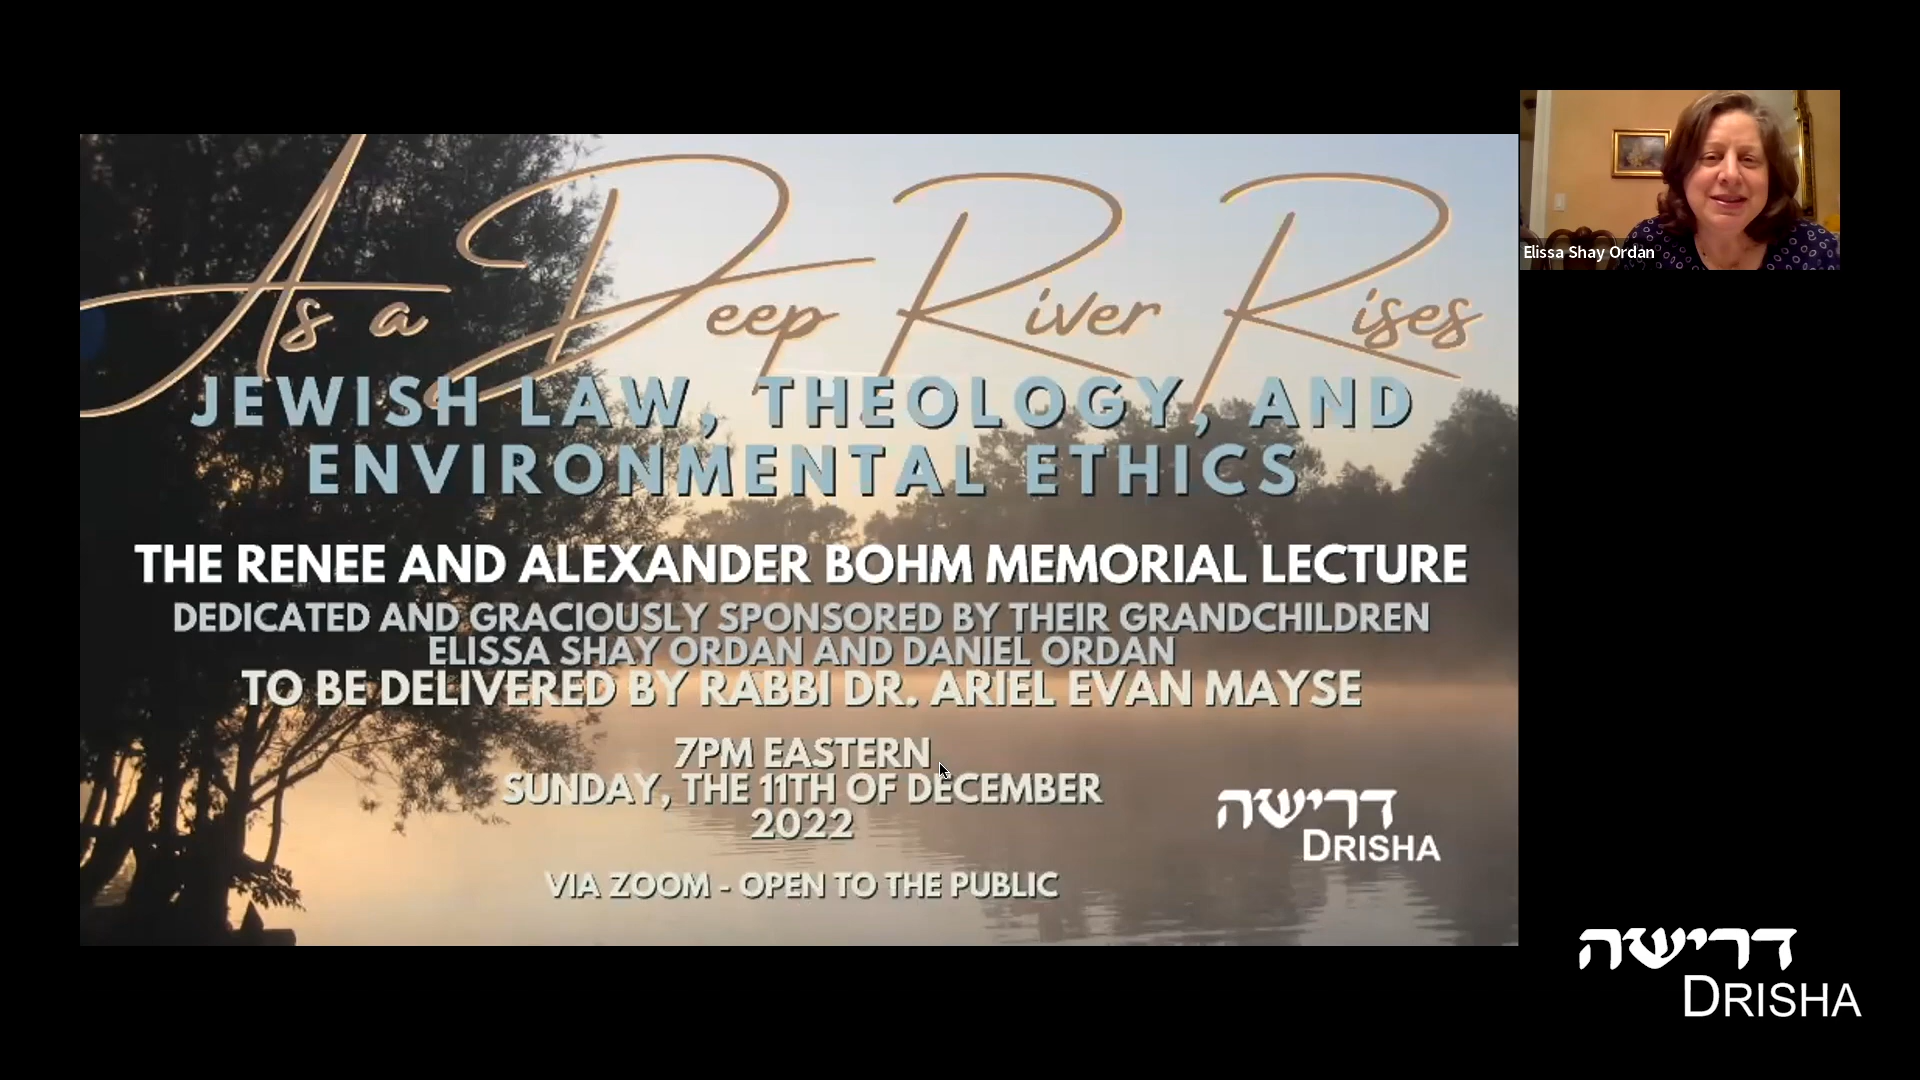 As a Deep River Rises
JEWISH LAW, THEOLOGY, AND
ENVIRONMENTAL ETHICS
THE RENEE AND ALEXANDER BOHM MEMORIAL LECTURE
DEDICATED AND GRACIOUSLY SPONSORED BY THEIR GRANDCHILDREN
ELISSA SHAY ORDAN AND DANIEL ORDAN
TO BE DELIVERED BY RABBI DR. ARIEL EVAN MAYSE
7PM EASTERN
SUNDAY, THE 11TH OF DECEMBER
2022
VIA ZOOM - OPEN TO THE PUBLIC
דרישה
DRISHA
Elissa Shay Ordan
דרישה
DRISHA